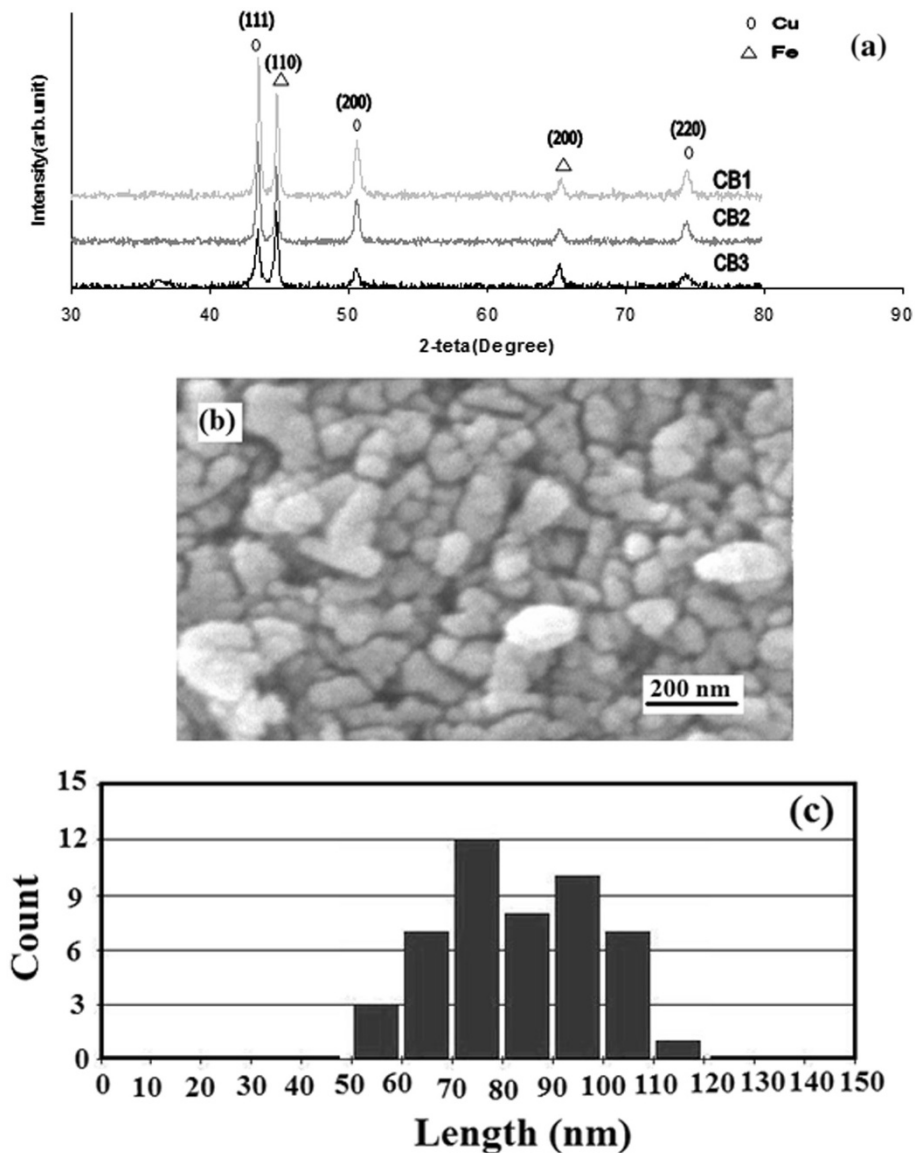 (111)
Cu
(a)
(110)
Fe
(200)
(200)
(220)
CB1
CB2
CB3
Intensity(arb.unit)
30 40 50 60 70 80 90
2-teta(Degree)
(b)
200 nm
(c)
15
12
9
6
3
0
Count
0 10 20 30 40 50 60 70 80 90 100 110 120 130 140 150
Length (nm)